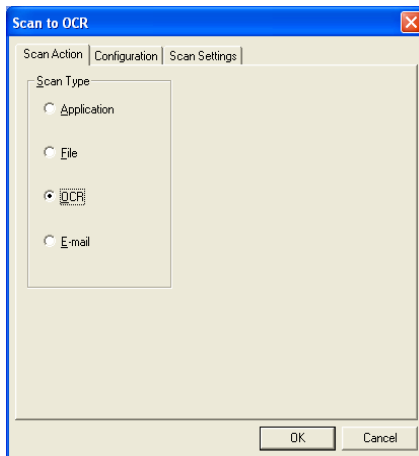 Scan to OCR
Scan Action Configuration Scan Settings
Scan Type
Application
File
OCR
E-mail
OK Cancel